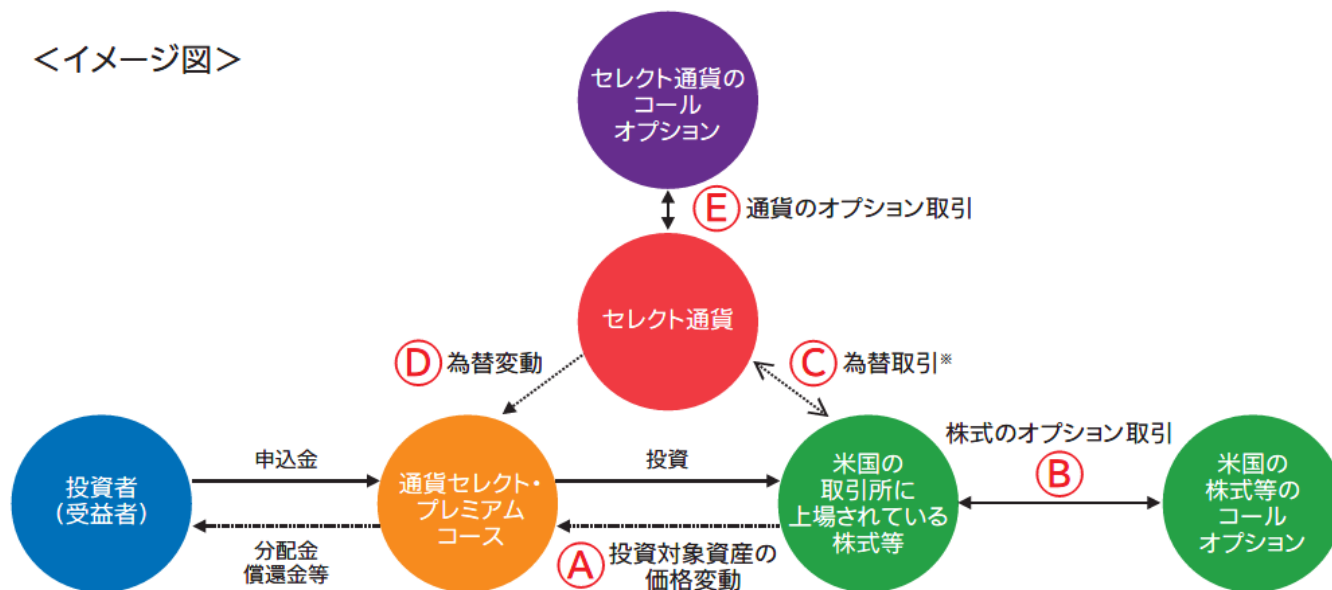 <イメージ図>
セレクト通貨の
コール
オプション
Ⓔ 通貨のオプション取引
セレクト通貨
Ⓓ 為替変動
Ⓒ 為替取引※
株式のオプション取引
Ⓑ
投資者
(受益者)
申込金
分配金
償還金等
通貨セレクト・
プレミアム
コース
投資
Ⓐ 投資対象資産の
価格変動
米国の
取引所に
上場されている
株式等
米国の
株式等の
コール
オプション